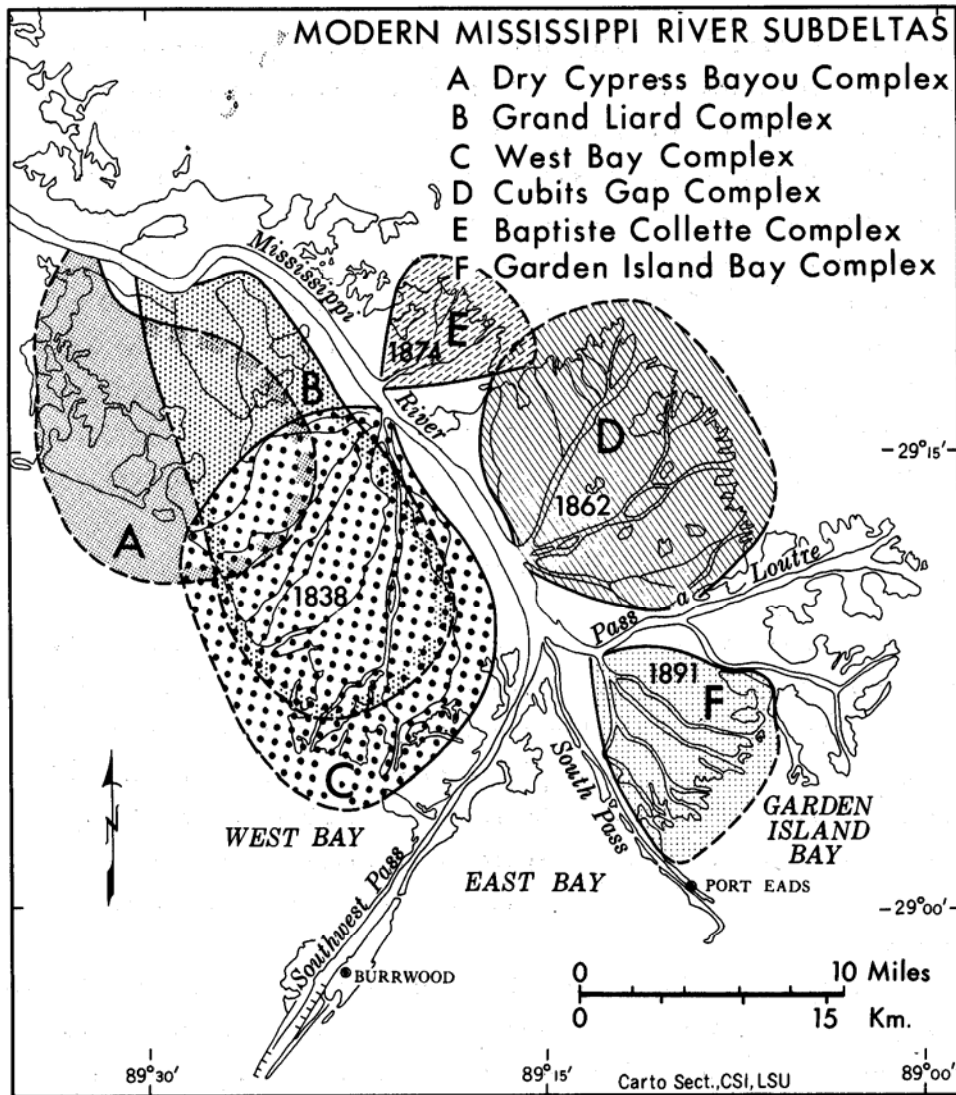 MODERN MISSISSIPPI RIVER SUBDELTAS
A Dry Cypress Bayou Complex
B Grand Liard Complex
C West Bay Complex
D Cubits Gap Complex
E Baptiste Collette Complex
F Garden Island Bay Complex
Mississippi
River
E
1874
B
D
29°15'
1862
A
1838
Pass a Loutre
1891
F
C
South Pass
GARDEN
ISLAND
BAY
WEST BAY
EAST BAY
PORT EADS
29°00'
Southwest Pass
BURRWOOD
0 10 Miles
0 15 Km.
89°30'
89°15'
89°00'
Carto Sect., CSI, LSU